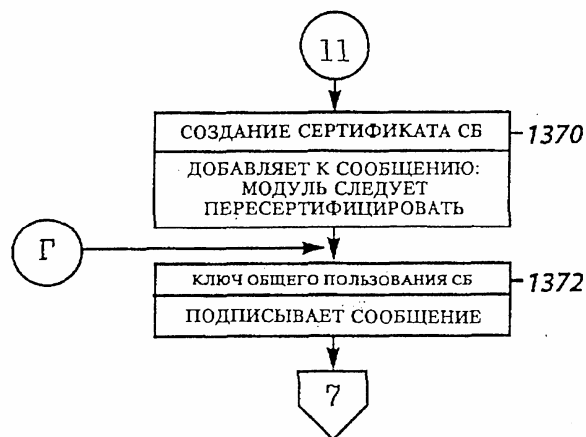 11
СОЗДАНИЕ СЕРТИФИКАТА СБ
1370
ДОБАВЛЯЕТ К СООБЩЕНИЮ:
МОДУЛЬ СЛЕДУЕТ
ПЕРЕСЕРТИФИЦИРОВАТЬ
Г
КЛЮЧ ОБЩЕГО ПОЛЬЗОВАНИЯ СБ
1372
ПОДПИСЫВАЕТ СООБЩЕНИЕ
7